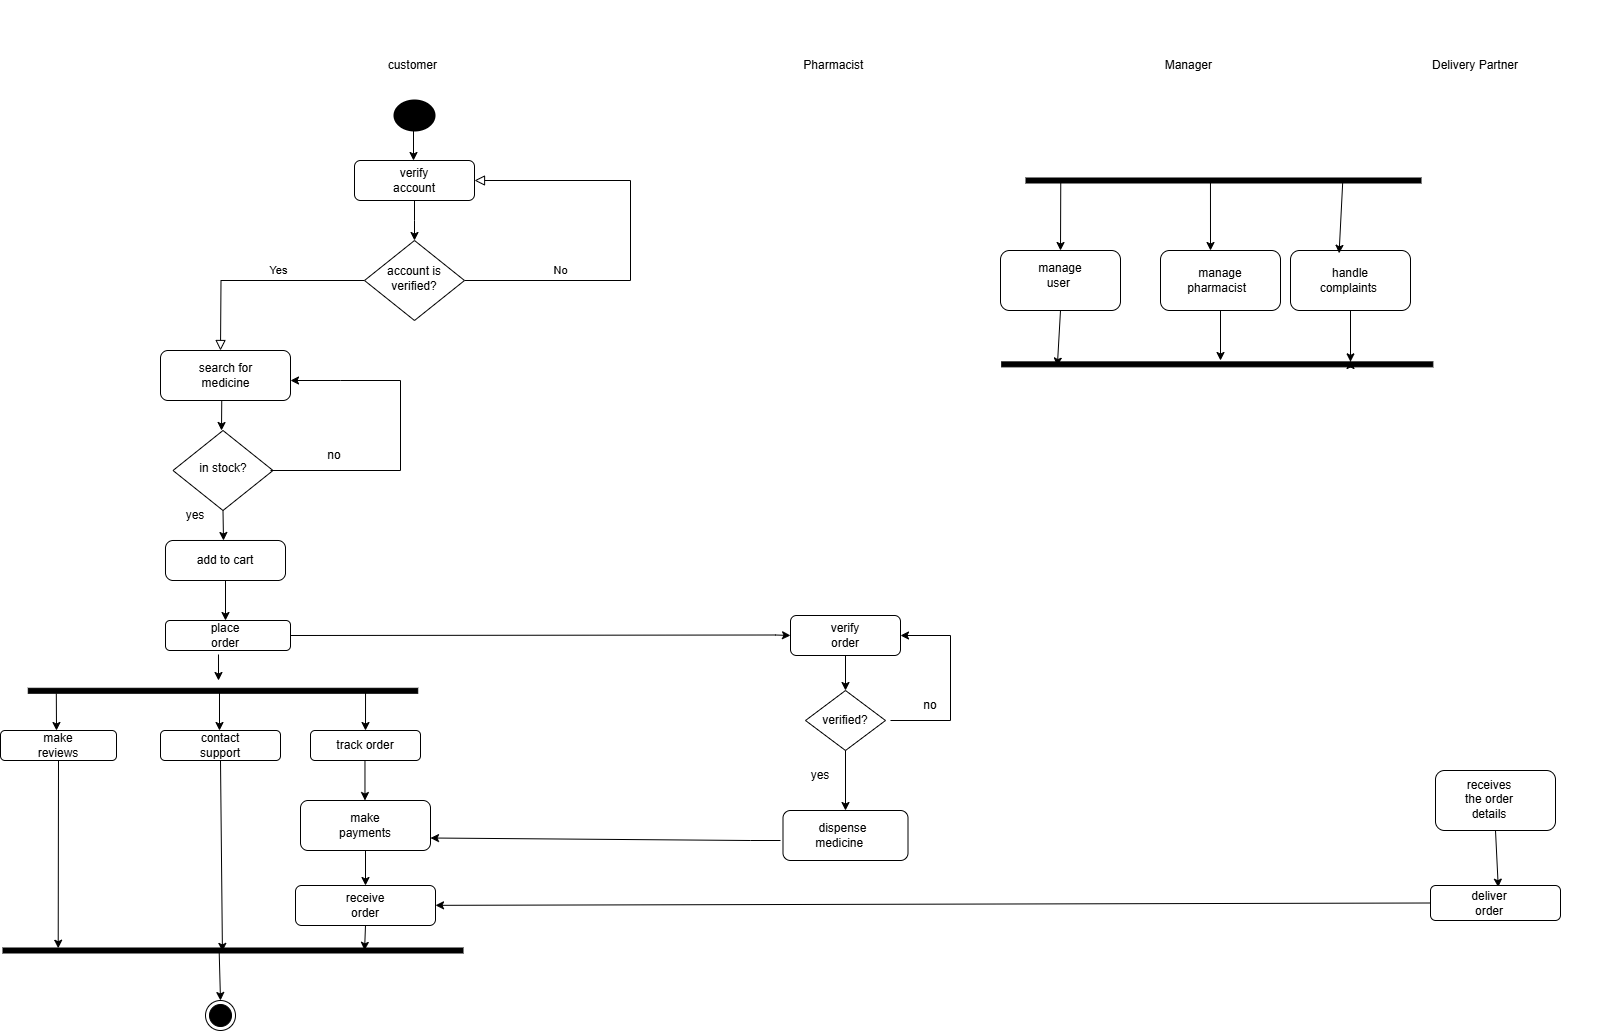 customer
Pharmacist
Manager
Delivery Partner
verify
account
account is
verified?
Yes
No
manage
user
manage
pharmacist
handle
complaints
search for
medicine
in stock?
no
yes
add to cart
place
order
verify
order
verified?
no
yes
make
reviews
contact
support
track order
make
payments
dispense
medicine
receives
the order
details
receive
order
deliver
order